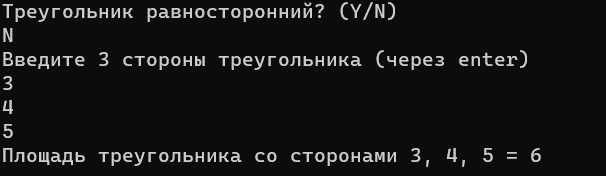 Треугольник равносторонний? (Y/N)
N
Введите 3 стороны треугольника (через enter)
3
4
5
Площадь треугольника со сторонами 3, 4, 5 = 6